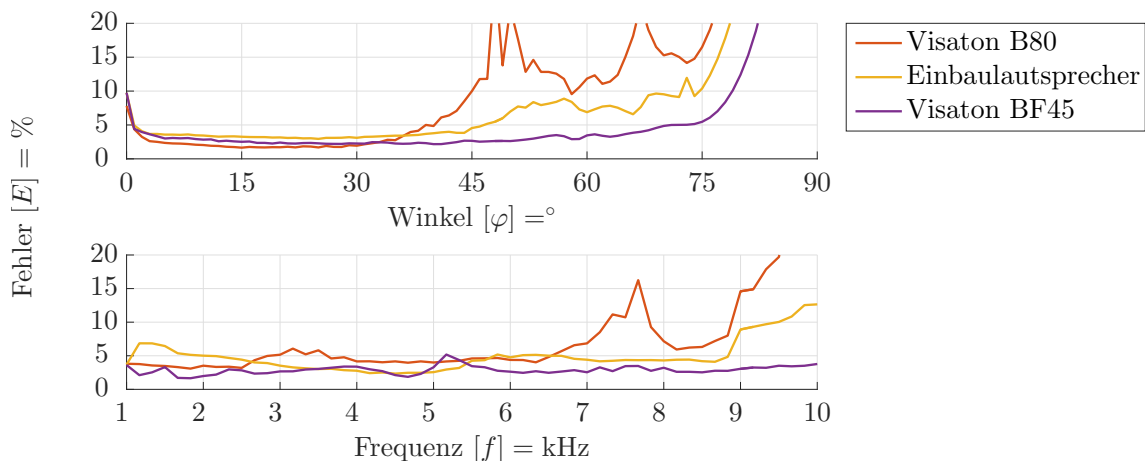 Fehler [E] = %
20
15
10
5
0
0 15 30 45 60 75 90
Winkel [φ] =°
Visaton B80
Einbaulautsprecher
Visaton BF45
20
15
10
5
0
1 2 3 4 5 6 7 8 9 10
Frequenz [f] = kHz